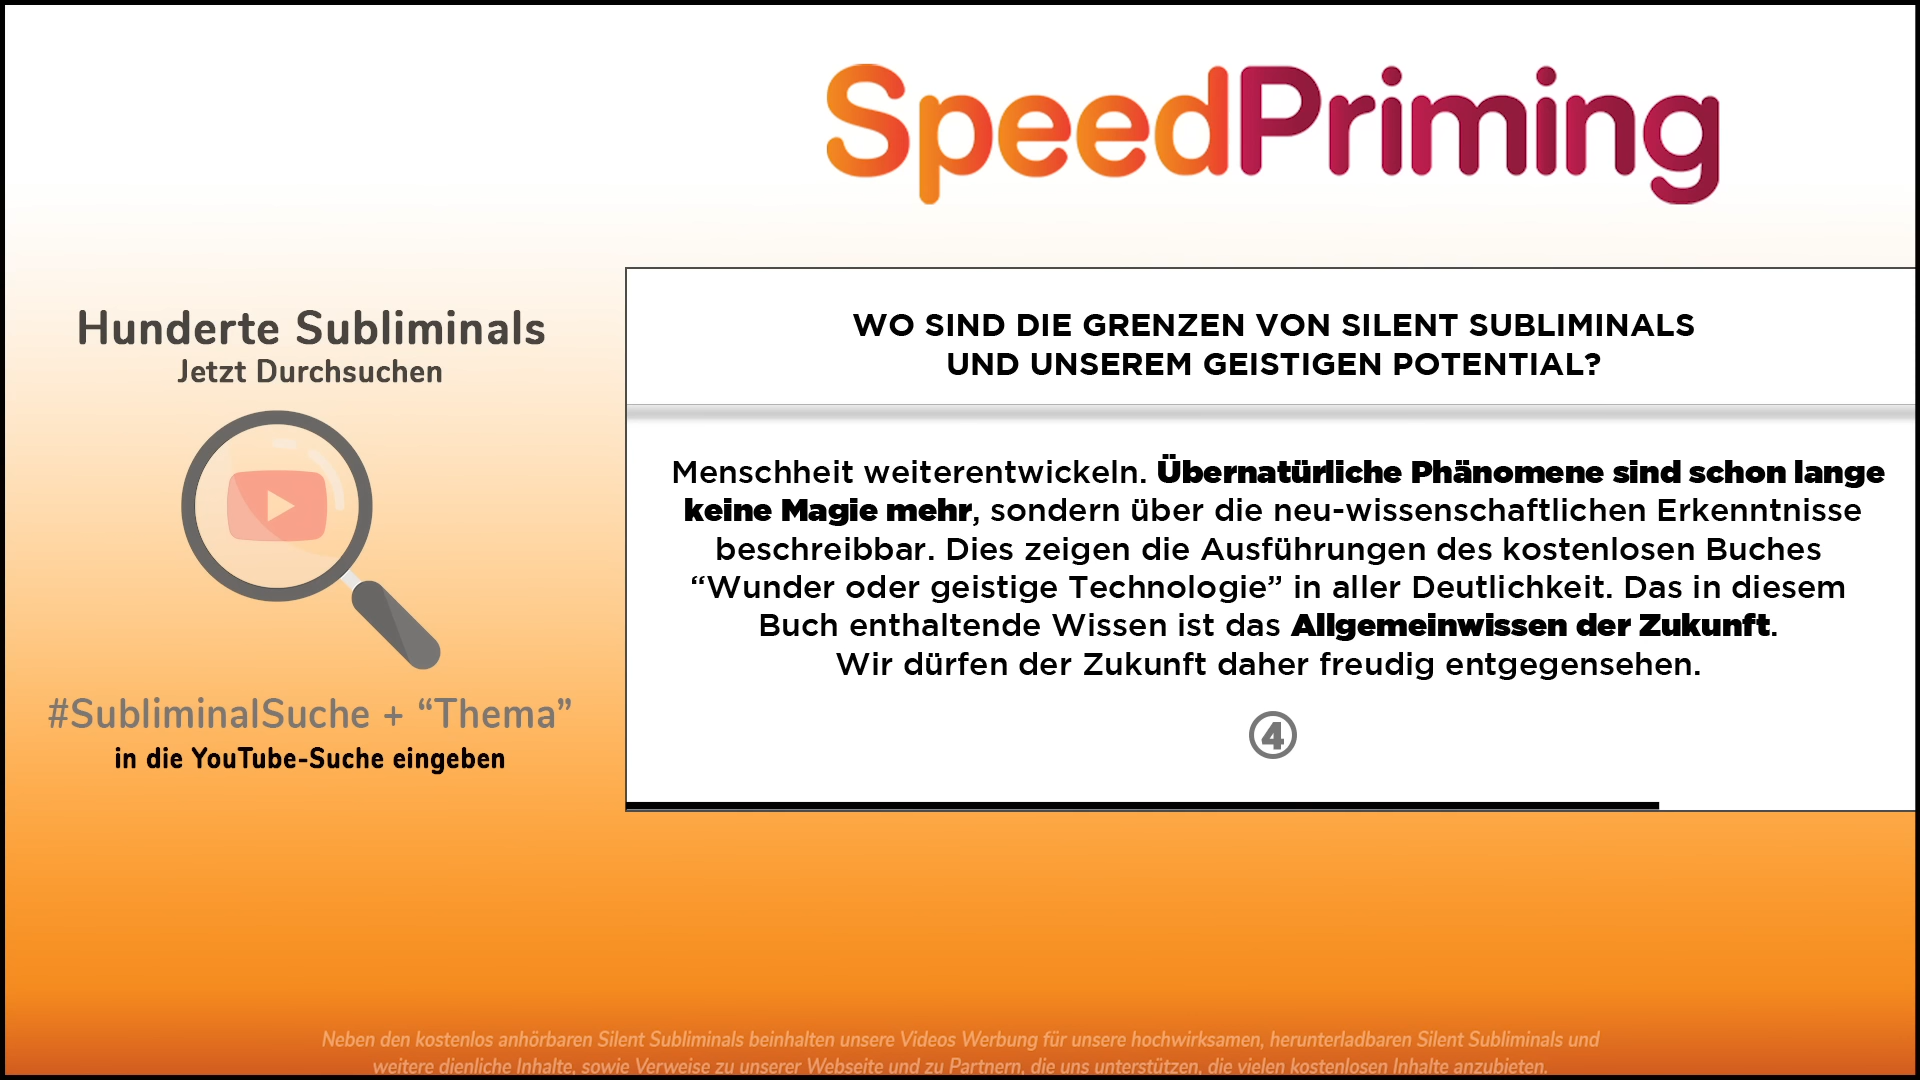 SpeedPriming
Hunderte Subliminals
Jetzt Durchsuchen
#SubliminalSuche + “Thema”
in die YouTube-Suche eingeben
WO SIND DIE GRENZEN VON SILENT SUBLIMINALS
UND UNSEREM GEISTIGEN POTENTIAL?
Menschheit weiterentwickeln. Übernatürliche Phänomene sind schon lange
keine Magie mehr, sondern über die neu-wissenschaftlichen Erkenntnisse
beschreibbar. Dies zeigen die Ausführungen des kostenlosen Buches
“Wunder oder geistige Technologie” in aller Deutlichkeit. Das in diesem
Buch enthaltende Wissen ist das Allgemeinwissen der Zukunft.
Wir dürfen der Zukunft daher freudig entgegensehen.
4
Neben den kostenlos anhörbaren Silent Subliminals beinhalten unsere Videos Werbung für unsere hochwirksamen, herunterladbaren Silent Subliminals und
weitere dienliche Inhalte, sowie Verweise zu unserer Webseite und zu Partnern, die uns unterstützen, die vielen kostenlosen Inhalte anzubieten.